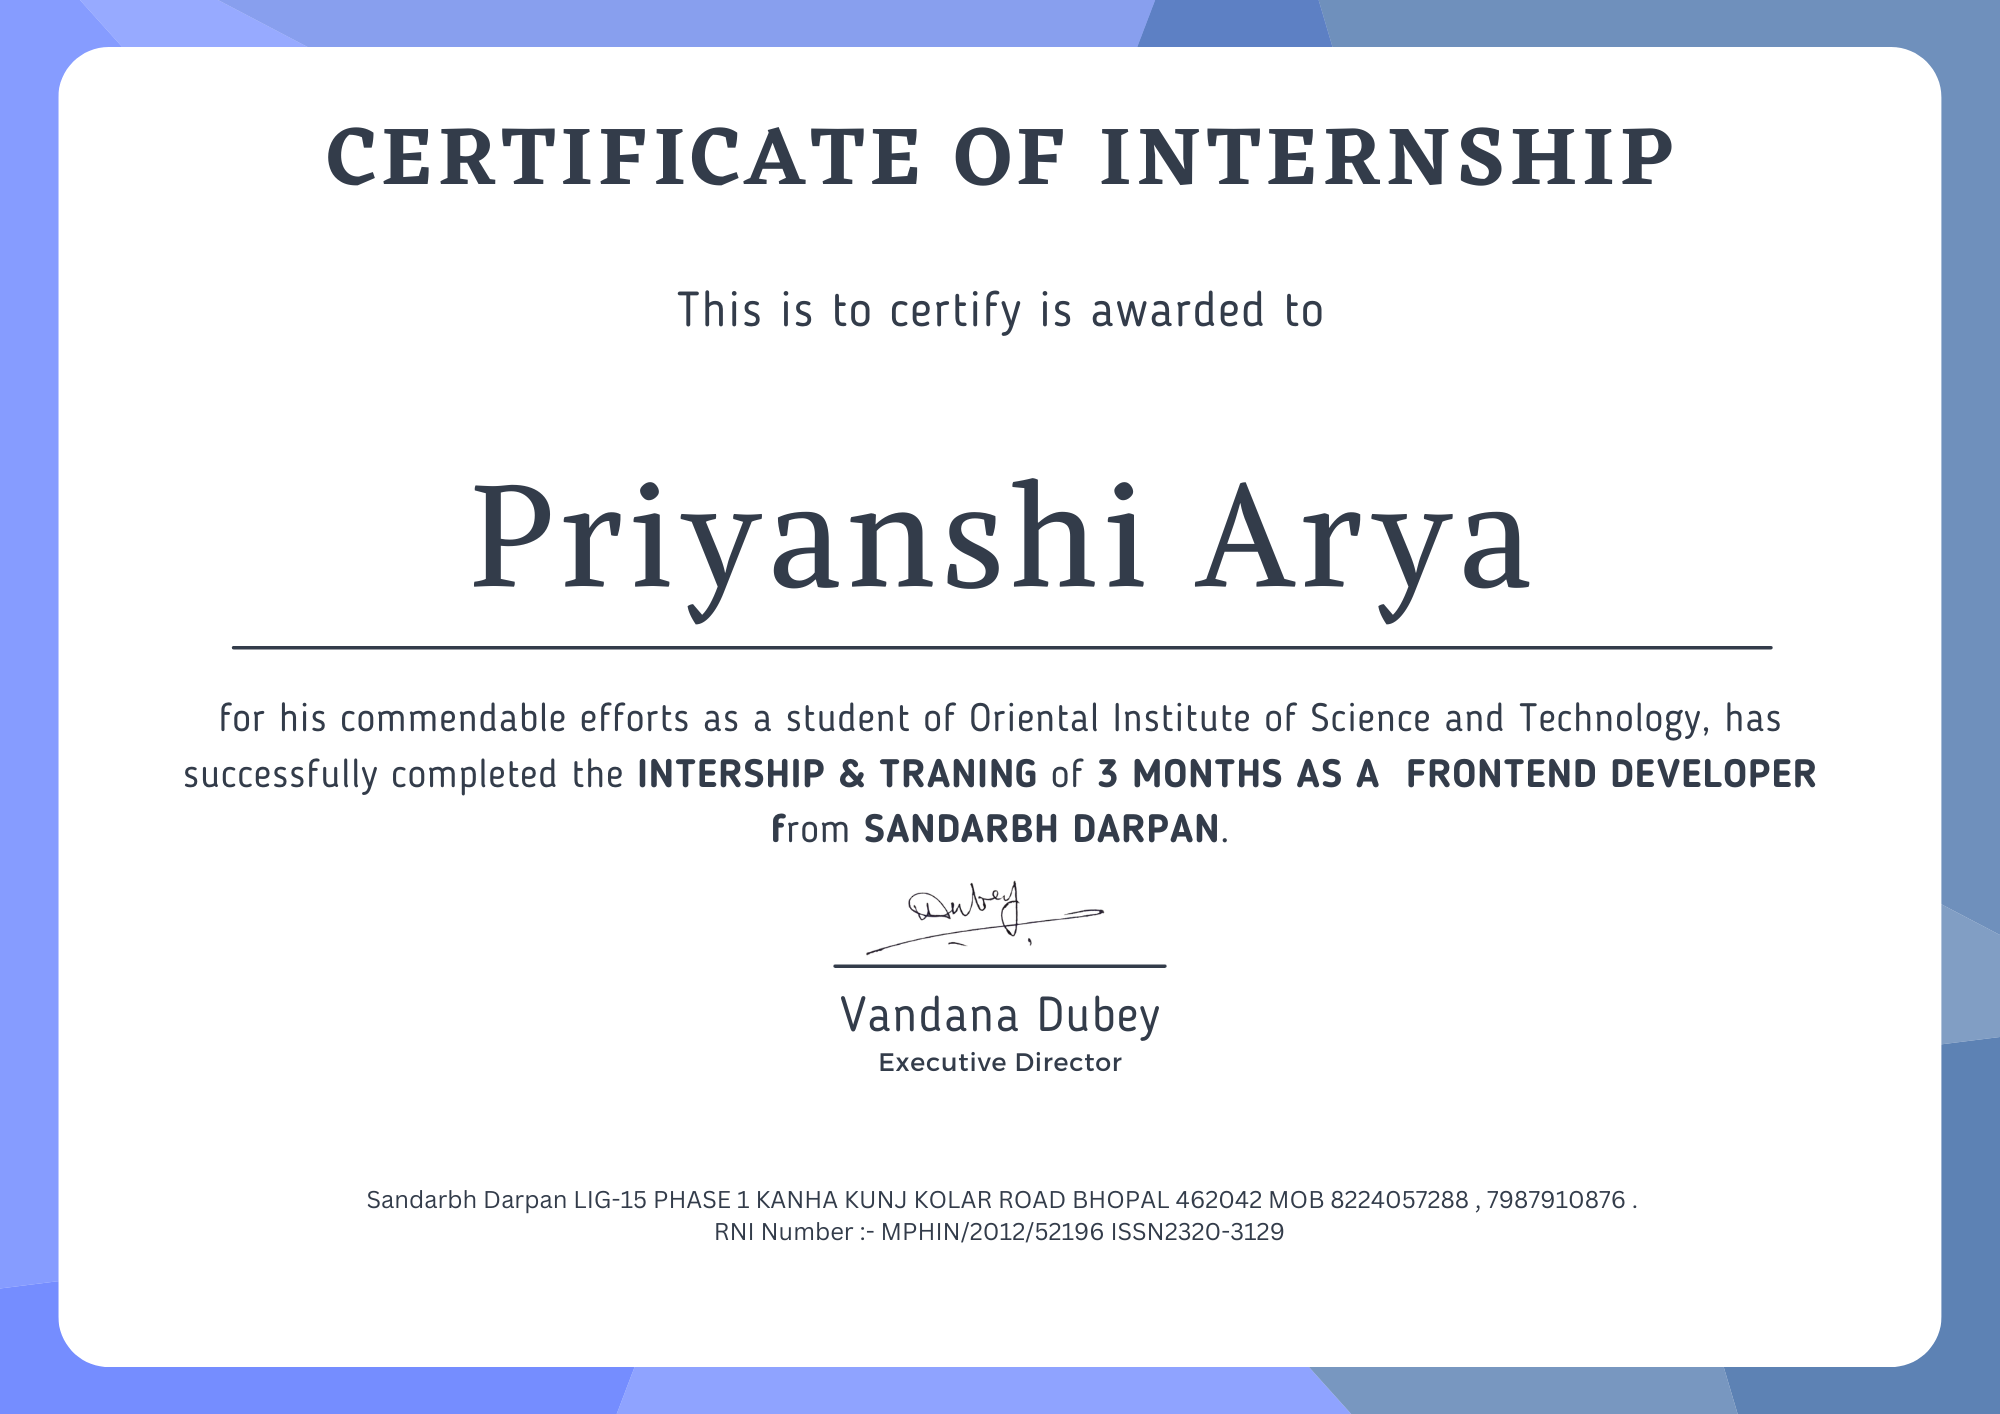 CERTIFICATE OF INTERNSHIP
This is to certify is awarded to
Priyanshi Arya
for his commendable efforts as a student of Oriental Institute of Science and Technology, has
successfully completed the INTERSHIP & TRANING of 3 MONTHS AS A  FRONTEND DEVELOPER
from SANDARBH DARPAN.
Dubey
Vandana Dubey
Executive Director
Sandarbh Darpan LIG-15 PHASE 1 KANHA KUNJ KOLAR ROAD BHOPAL 462042 MOB 8224057288 , 7987910876 .
RNI Number :- MPHIN/2012/52196 ISSN2320-3129